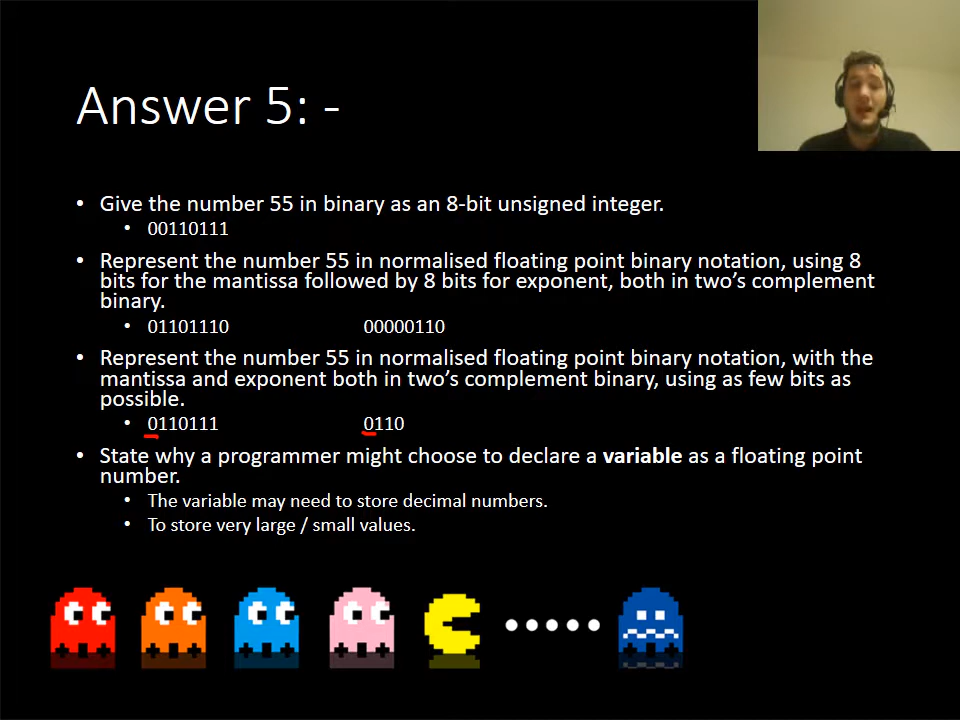 Answer 5: -
• Give the number 55 in binary as an 8-bit unsigned integer.
• 00110111
• Represent the number 55 in normalised floating point binary notation, using 8
bits for the mantissa followed by 8 bits for exponent, both in two's complement
binary.
• 01101110 00000110
• Represent the number 55 in normalised floating point binary notation, with the
mantissa and exponent both in two's complement binary, using as few bits as
possible.
• 0110111 0110
• State why a programmer might choose to declare a variable as a floating point
number.
• The variable may need to store decimal numbers.
• To store very large / small values.